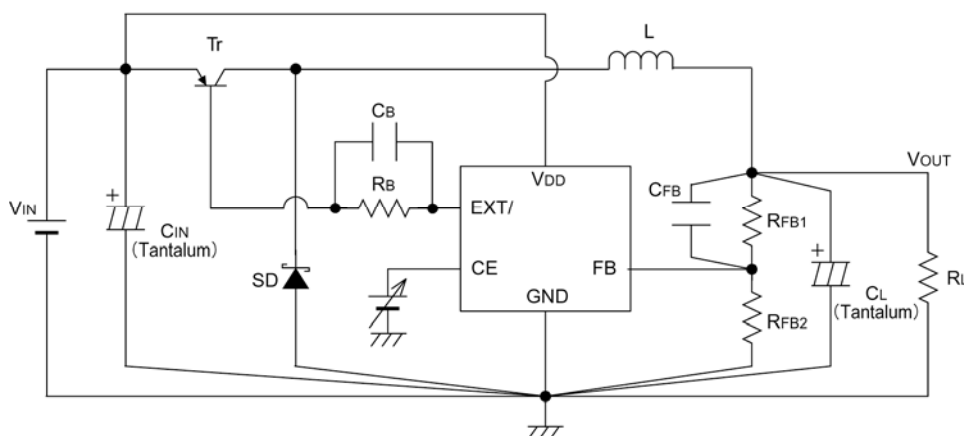 Tr
L
CB
VOUT
VDD
CFB
RB
EXT/
VIN
+
CIN
(Tantalum)
RFB1
+
CE
FB
SD
RL
CL
(Tantalum)
GND
RFB2